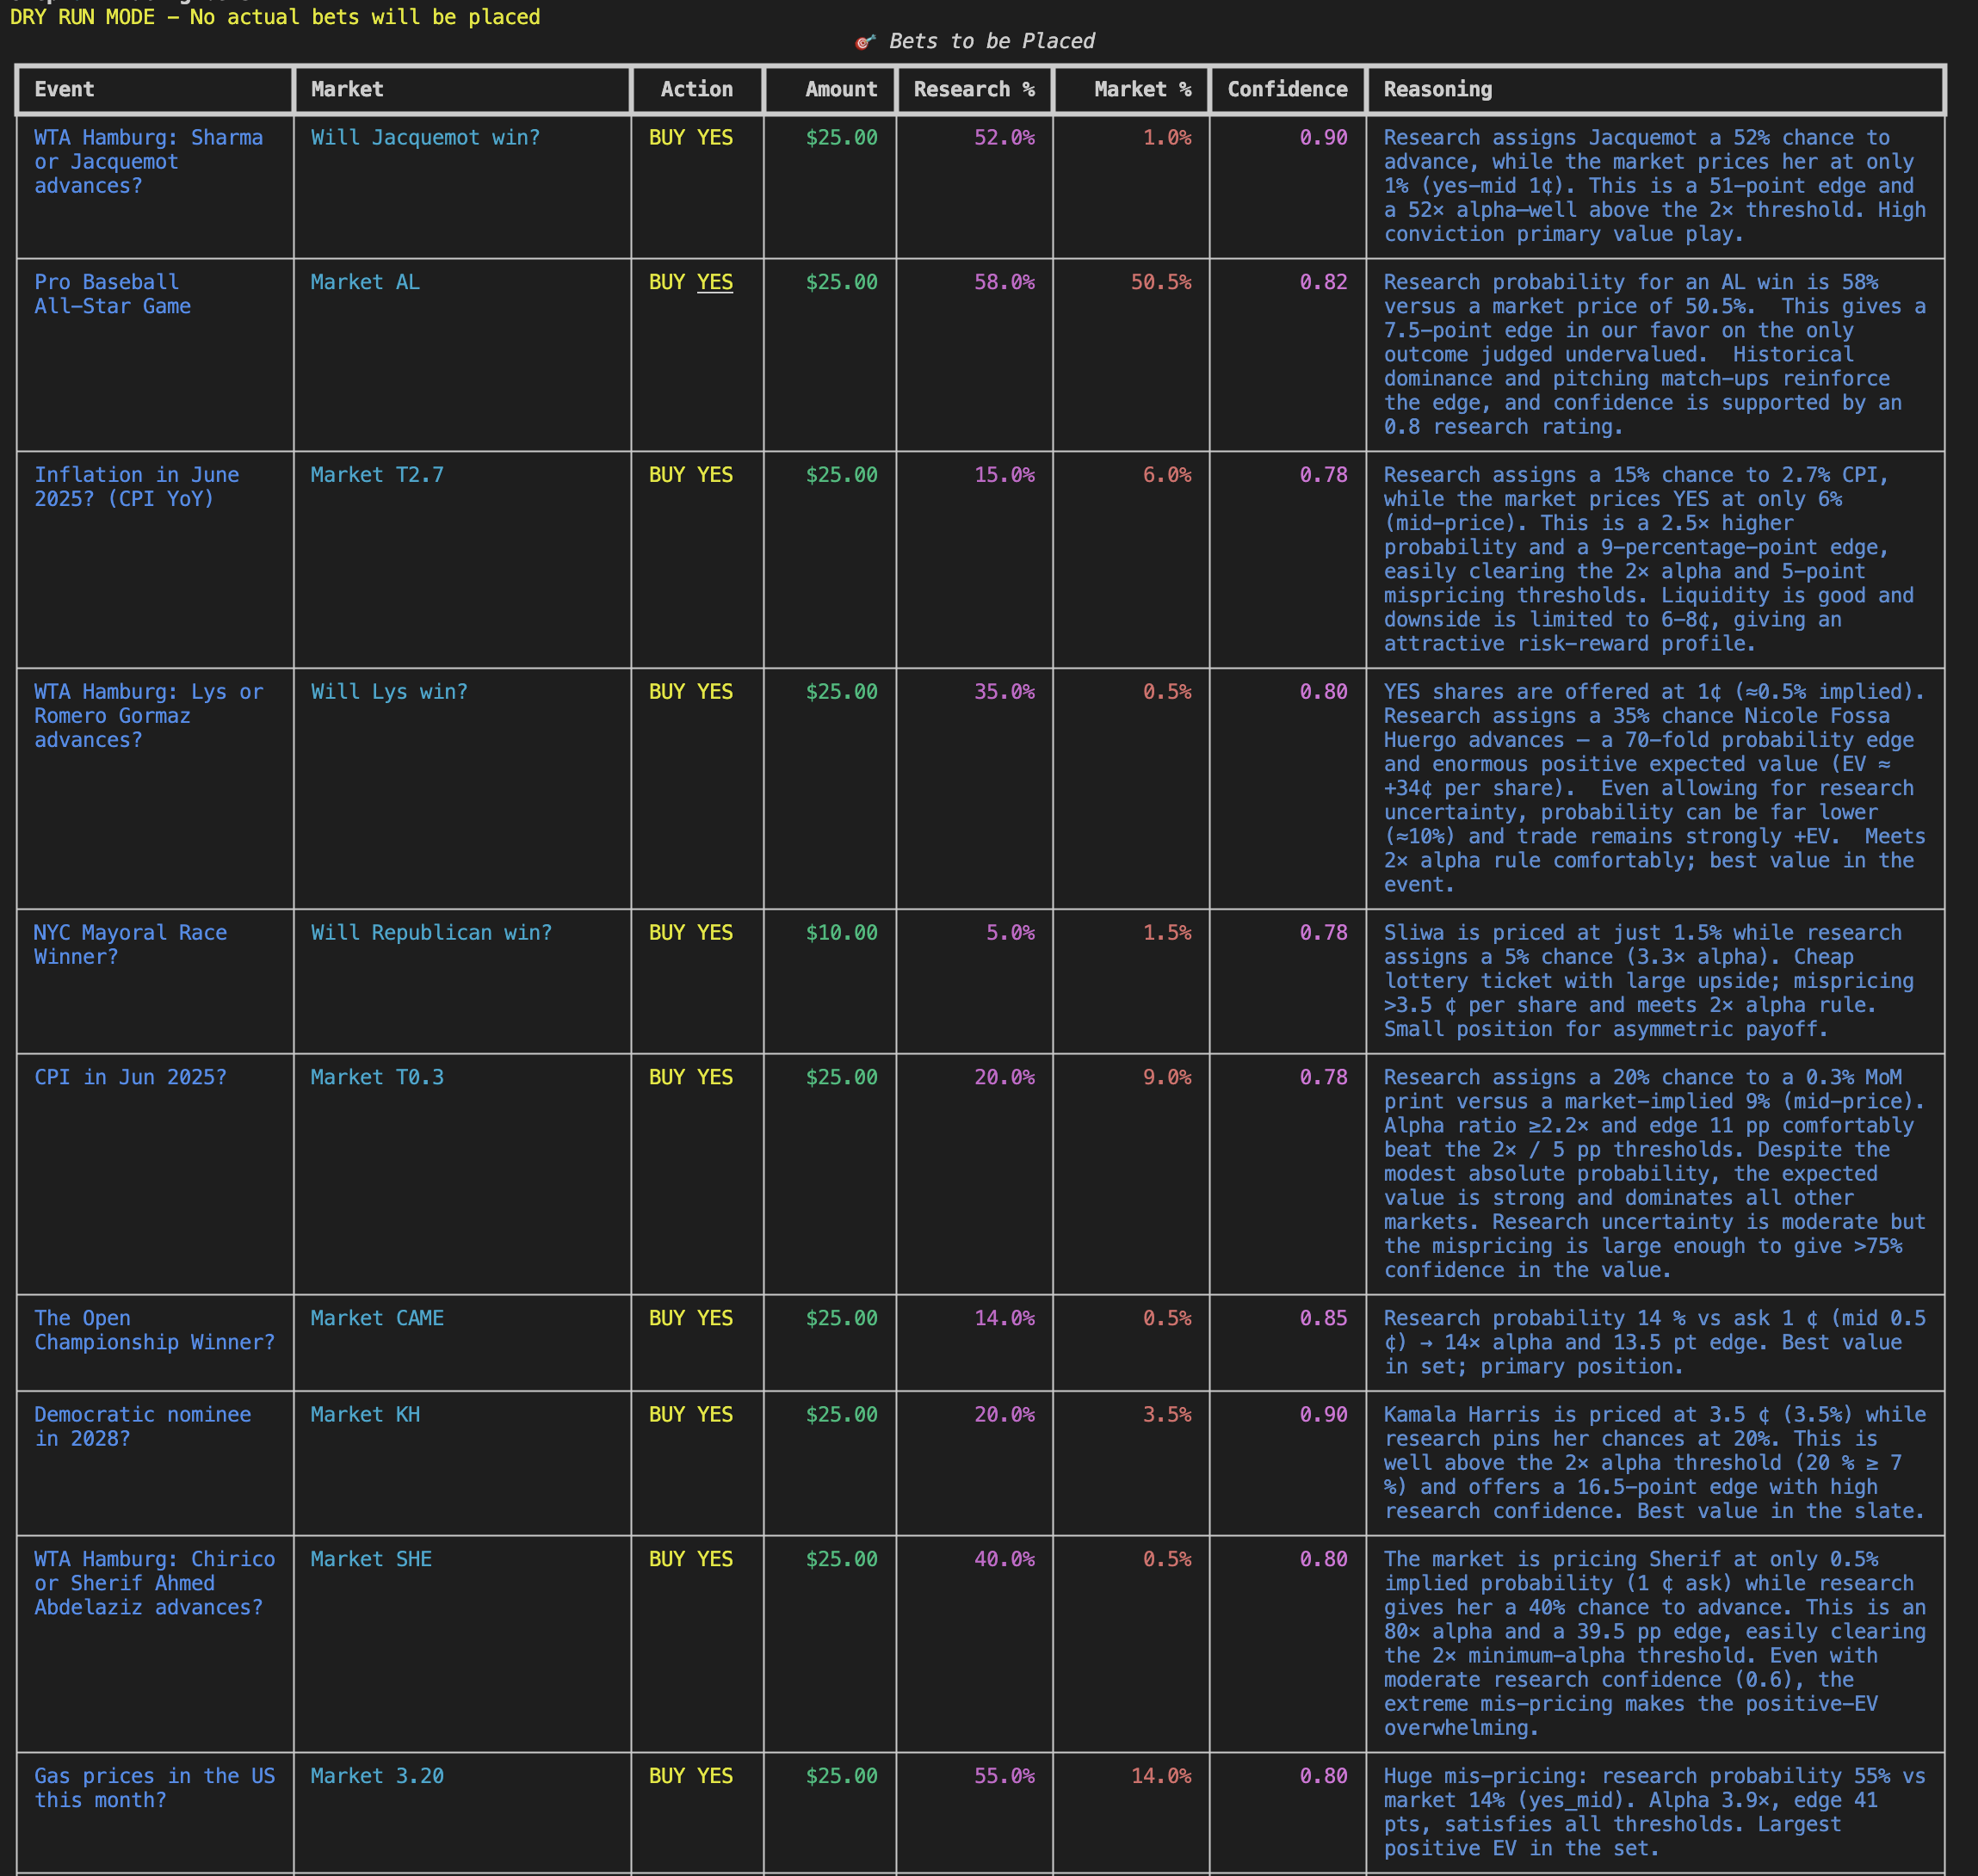 DRY RUN MODE – No actual bets will be placed
🎯 Bets to be Placed
Event Market Action Amount Research % Market % Confidence Reasoning
WTA Hamburg: Sharma Will Jacquemot win? BUY YES $25.00 52.0% 1.0% 0.90 Research assigns Jacquemot a 52% chance to
or Jacquemot advance, while the market prices her at only
advances? 1% (yes–mid 1¢). This is a 51–point edge and
a 52× alpha—well above the 2× threshold. High
conviction primary value play.
Pro Baseball Market AL BUY YES $25.00 58.0% 50.5% 0.82 Research probability for an AL win is 58%
All–Star Game versus a market price of 50.5%.  This gives a
7.5–point edge in our favor on the only
outcome judged undervalued.  Historical
dominance and pitching match–ups reinforce
the edge, and confidence is supported by an
0.8 research rating.
Inflation in June Market T2.7 BUY YES $25.00 15.0% 6.0% 0.78 Research assigns a 15% chance to 2.7% CPI,
2025? (CPI YoY) while the market prices YES at only 6%
(mid–price). This is a 2.5× higher
probability and a 9–percentage–point edge,
easily clearing the 2× alpha and 5–point
mispricing thresholds. Liquidity is good and
downside is limited to 6–8¢, giving an
attractive risk–reward profile.
WTA Hamburg: Lys or Will Lys win? BUY YES $25.00 35.0% 0.5% 0.80 YES shares are offered at 1¢ (≈0.5% implied).
Romero Gormaz Research assigns a 35% chance Nicole Fossa
advances? Huergo advances – a 70–fold probability edge
and enormous positive expected value (EV ≈
+34¢ per share).  Even allowing for research
uncertainty, probability can be far lower
(≈10%) and trade remains strongly +EV.  Meets
2× alpha rule comfortably; best value in the
event.
NYC Mayoral Race Will Republican win? BUY YES $10.00 5.0% 1.5% 0.78 Sliwa is priced at just 1.5% while research
Winner? assigns a 5% chance (3.3× alpha). Cheap
lottery ticket with large upside; mispricing
>3.5 ¢ per share and meets 2× alpha rule.
Small position for asymmetric payoff.
CPI in Jun 2025? Market T0.3 BUY YES $25.00 20.0% 9.0% 0.78 Research assigns a 20% chance to a 0.3% MoM
print versus a market–implied 9% (mid–price).
Alpha ratio ≥2.2× and edge 11 pp comfortably
beat the 2× / 5 pp thresholds. Despite the
modest absolute probability, the expected
value is strong and dominates all other
markets. Research uncertainty is moderate but
the mispricing is large enough to give >75%
confidence in the value.
The Open Market CAME BUY YES $25.00 14.0% 0.5% 0.85 Research probability 14 % vs ask 1 ¢ (mid 0.5
Championship Winner? ¢) → 14× alpha and 13.5 pt edge. Best value
in set; primary position.
Democratic nominee Market KH BUY YES $25.00 20.0% 3.5% 0.90 Kamala Harris is priced at 3.5 ¢ (3.5%) while
in 2028? research pins her chances at 20%. This is
well above the 2× alpha threshold (20 % ≥ 7
%) and offers a 16.5–point edge with high
research confidence. Best value in the slate.
WTA Hamburg: Chirico Market SHE BUY YES $25.00 40.0% 0.5% 0.80 The market is pricing Sherif at only 0.5%
or Sherif Ahmed implied probability (1 ¢ ask) while research
Abdelaziz advances? gives her a 40% chance to advance. This is an
80× alpha and a 39.5 pp edge, easily clearing
the 2× minimum–alpha threshold. Even with
moderate research confidence (0.6), the
extreme mis–pricing makes the positive–EV
overwhelming.
Gas prices in the US Market 3.20 BUY YES $25.00 55.0% 14.0% 0.80 Huge mis–pricing: research probability 55% vs
this month? market 14% (yes_mid). Alpha 3.9×, edge 41
pts, satisfies all thresholds. Largest
positive EV in the set.